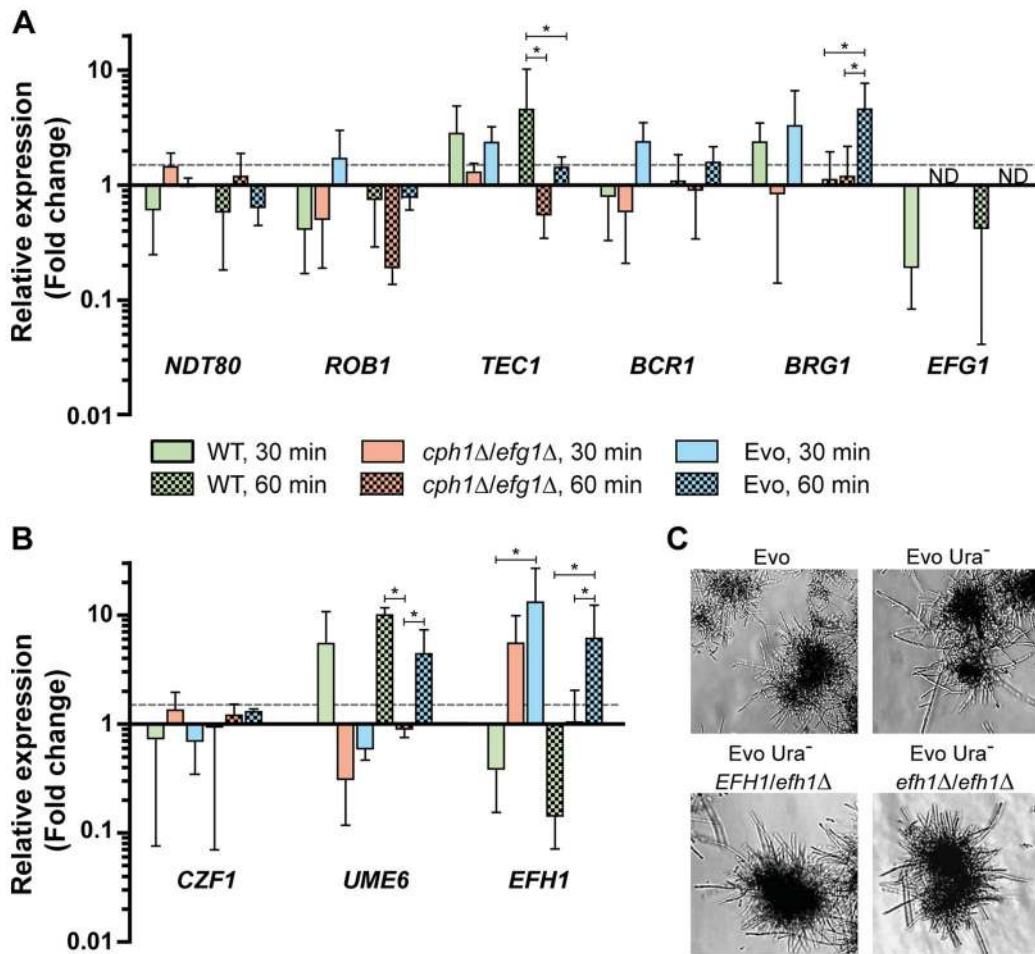 A
Relative expression
(Fold change)
10
1
0.1
0.01
*
*
*
*
ND
ND
NDT80
ROB1
TEC1
BCR1
BRG1
EFG1
WT, 30 min
cph1Δ/efg1Δ, 30 min
Evo, 30 min
WT, 60 min
cph1Δ/efg1Δ, 60 min
Evo, 60 min
B
Relative expression
(Fold change)
10
1
0.1
0.01
*
*
*
*
*
CZF1
UME6
EFH1
C
Evo
Evo Ura⁻
Evo Ura⁻
EFH1/efh1Δ
Evo Ura⁻
efh1Δ/efh1Δ